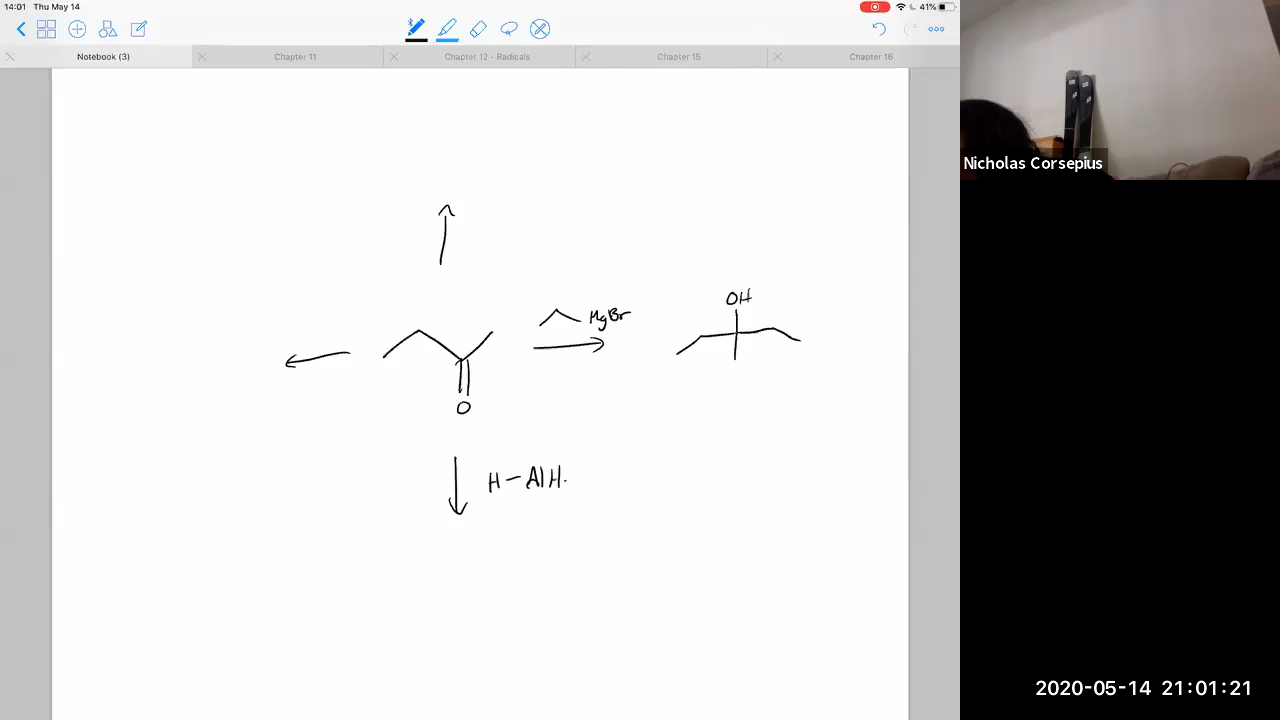 14:01 Thu May 14
41%
Notebook (3)
Chapter 11
Chapter 12 - Radicals
Chapter 15
Chapter 16
Nicholas Corsepius
OH
MgBr
O
H-AlH.
2020-05-14 21:01:21